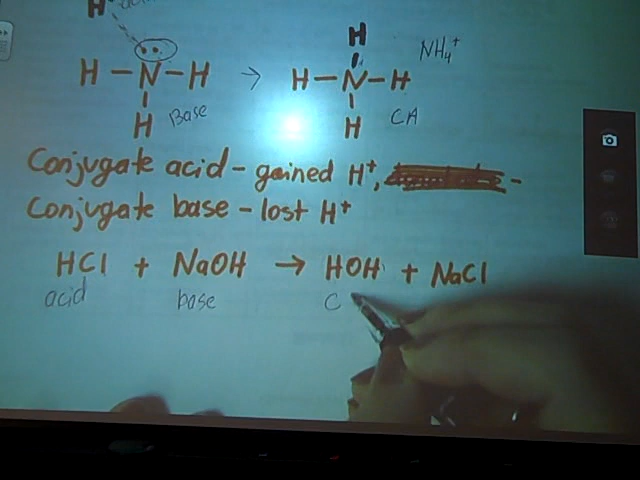 H
H
H – N – H → H – N – H NH₄⁺
H Base H CA
Conjugate acid – gained H⁺, –
Conjugate base – lost H⁺
HCl + NaOH → HOH + NaCl
acid base C